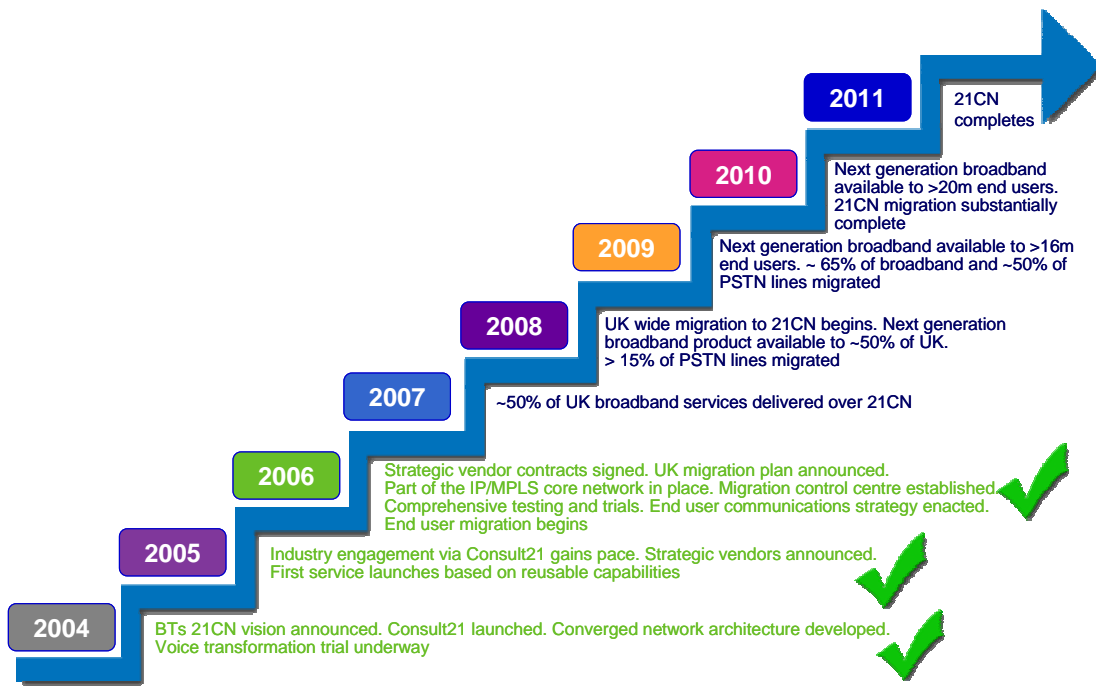 2011
21CN
completes
2010
Next generation broadband
available to >20m end users.
21CN migration substantially
complete
2009
Next generation broadband available to >16m
end users. ~ 65% of broadband and ~50% of
PSTN lines migrated
2008
UK wide migration to 21CN begins. Next generation
broadband product available to ~50% of UK.
> 15% of PSTN lines migrated
2007
~50% of UK broadband services delivered over 21CN
2006
Strategic vendor contracts signed. UK migration plan announced.
Part of the IP/MPLS core network in place. Migration control centre established.
Comprehensive testing and trials. End user communications strategy enacted.
End user migration begins
2005
Industry engagement via Consult21 gains pace. Strategic vendors announced.
First service launches based on reusable capabilities
2004
BTs 21CN vision announced. Consult21 launched. Converged network architecture developed.
Voice transformation trial underway